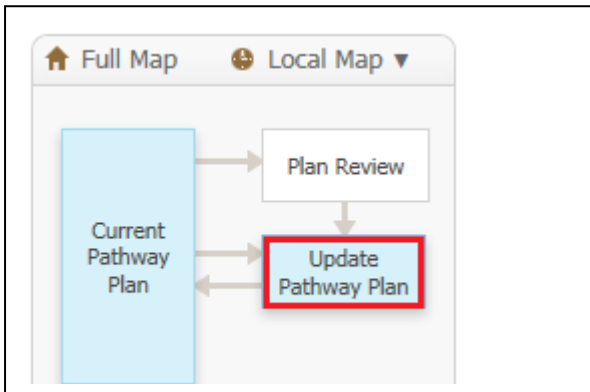 Full Map Local Map ▼
Plan Review
Current
Pathway
Plan
Update
Pathway Plan